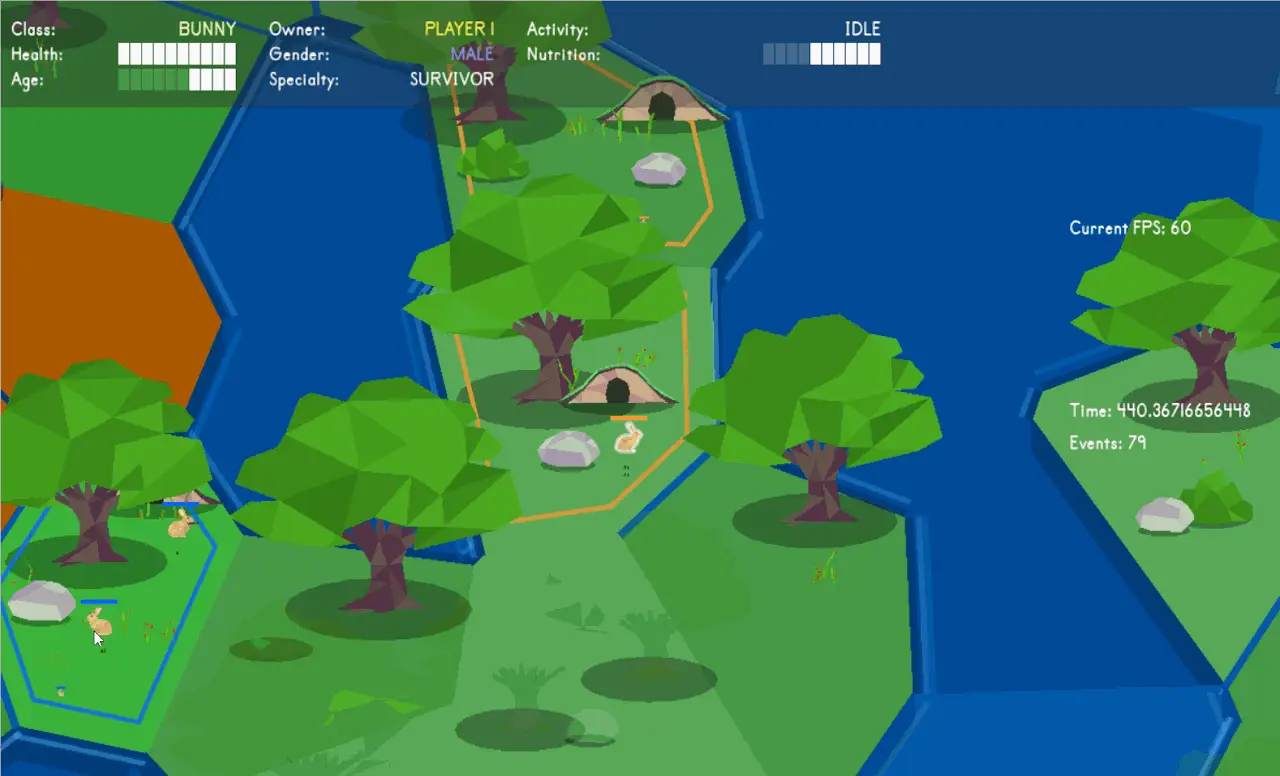 Class: BUNNY Owner: PLAYER 1 Activity: IDLE
Health: Gender: MALE Nutrition:
Age: Specialty: SURVIVOR
Current FPS: 60
Time: 440.36716656448
Events: 79